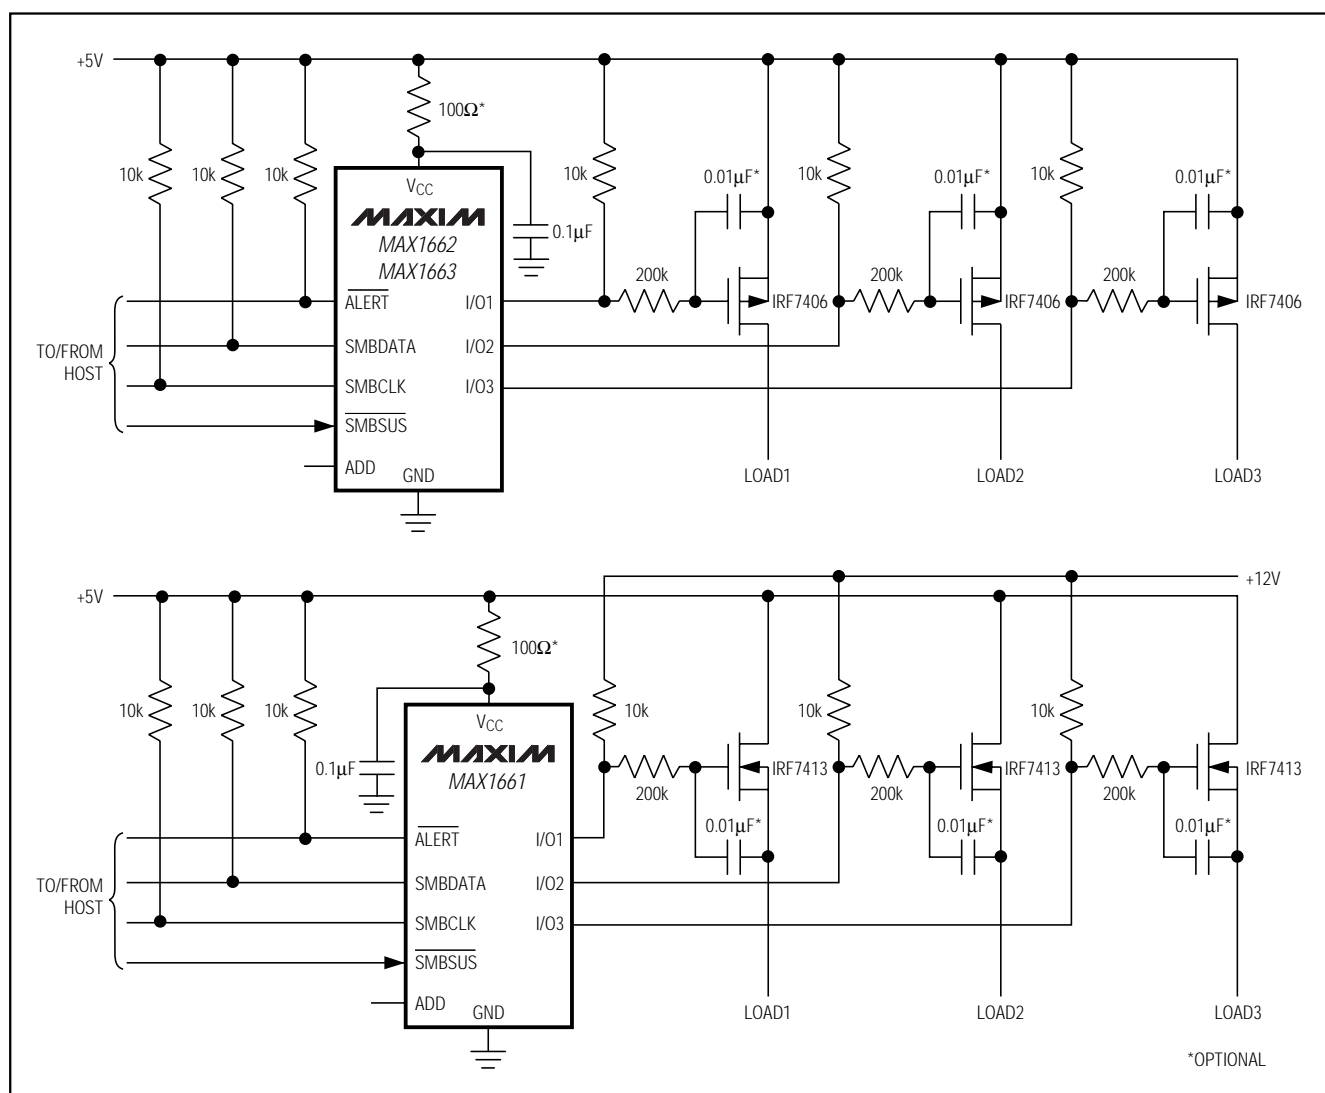 +5V
100Ω*
10k
10k
10k
10k
0.01µF*
10k
0.01µF*
10k
0.01µF*
VCC
MAXIM
MAX1662
MAX1663
0.1µF
200k
200k
200k
ALERT
I/O1
IRF7406
IRF7406
IRF7406
TO/FROM
HOST
SMBDATA
I/O2
SMBCLK
I/O3
SMBSUS
ADD
GND
LOAD1
LOAD2
LOAD3
+12V
+5V
100Ω*
10k
10k
10k
10k
10k
10k
VCC
MAXIM
MAX1661
0.1µF
IRF7413
IRF7413
IRF7413
200k
200k
200k
0.01µF*
0.01µF*
0.01µF*
ALERT
I/O1
TO/FROM
HOST
SMBDATA
I/O2
SMBCLK
I/O3
SMBSUS
ADD
GND
LOAD1
LOAD2
LOAD3
*OPTIONAL